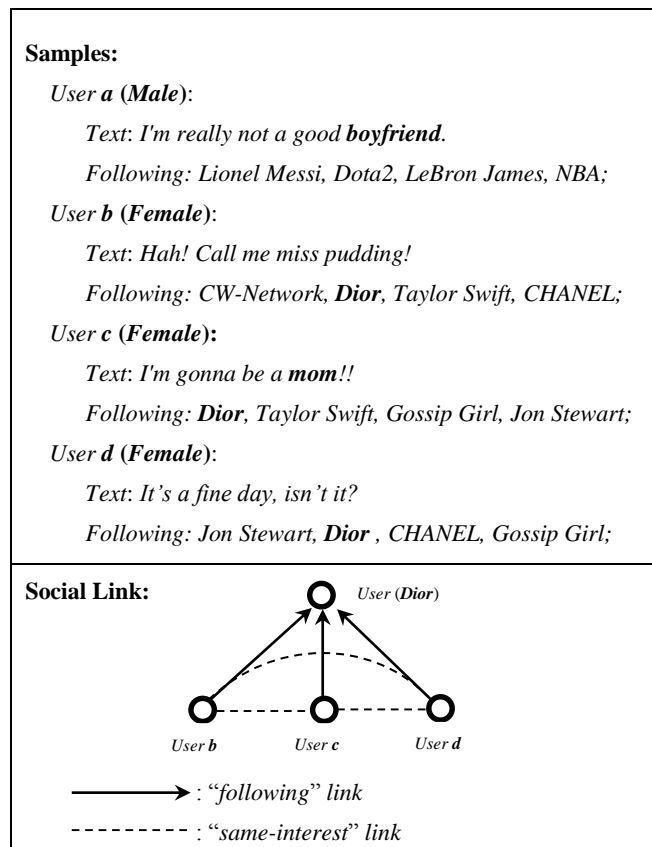 Samples:
User a (Male):
Text: I'm really not a good boyfriend.
Following: Lionel Messi, Dota2, LeBron James, NBA;
User b (Female):
Text: Hah! Call me miss pudding!
Following: CW-Network, Dior, Taylor Swift, CHANEL;
User c (Female):
Text: I'm gonna be a mom!!
Following: Dior, Taylor Swift, Gossip Girl, Jon Stewart;
User d (Female):
Text: It’s a fine day, isn’t it?
Following: Jon Stewart, Dior , CHANEL, Gossip Girl;
Social Link:
User (Dior)
User b
User c
User d
: “following” link
: “same-interest” link